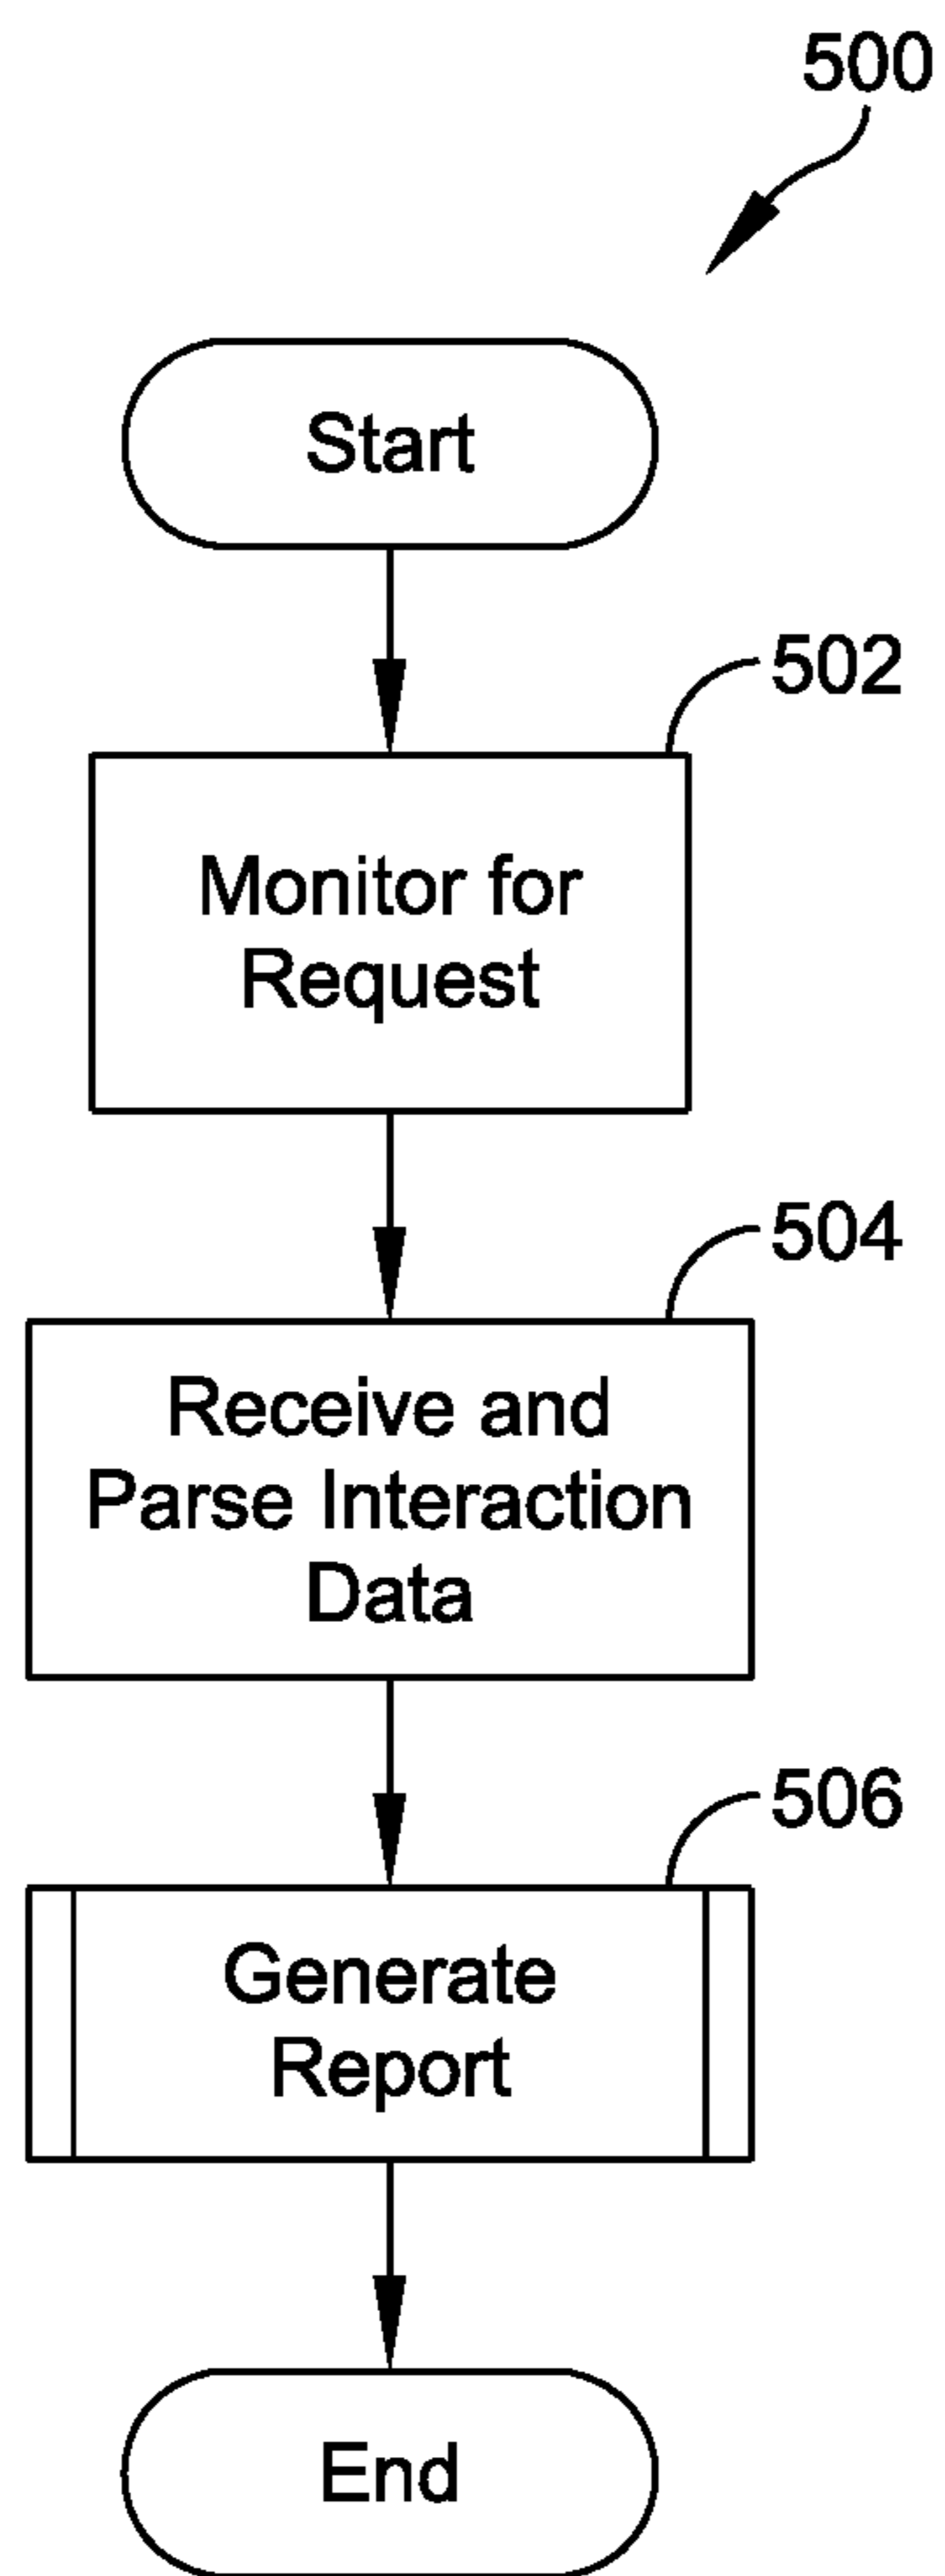 500
Start
502
Monitor for
Request
504
Receive and
Parse Interaction
Data
506
Generate
Report
End